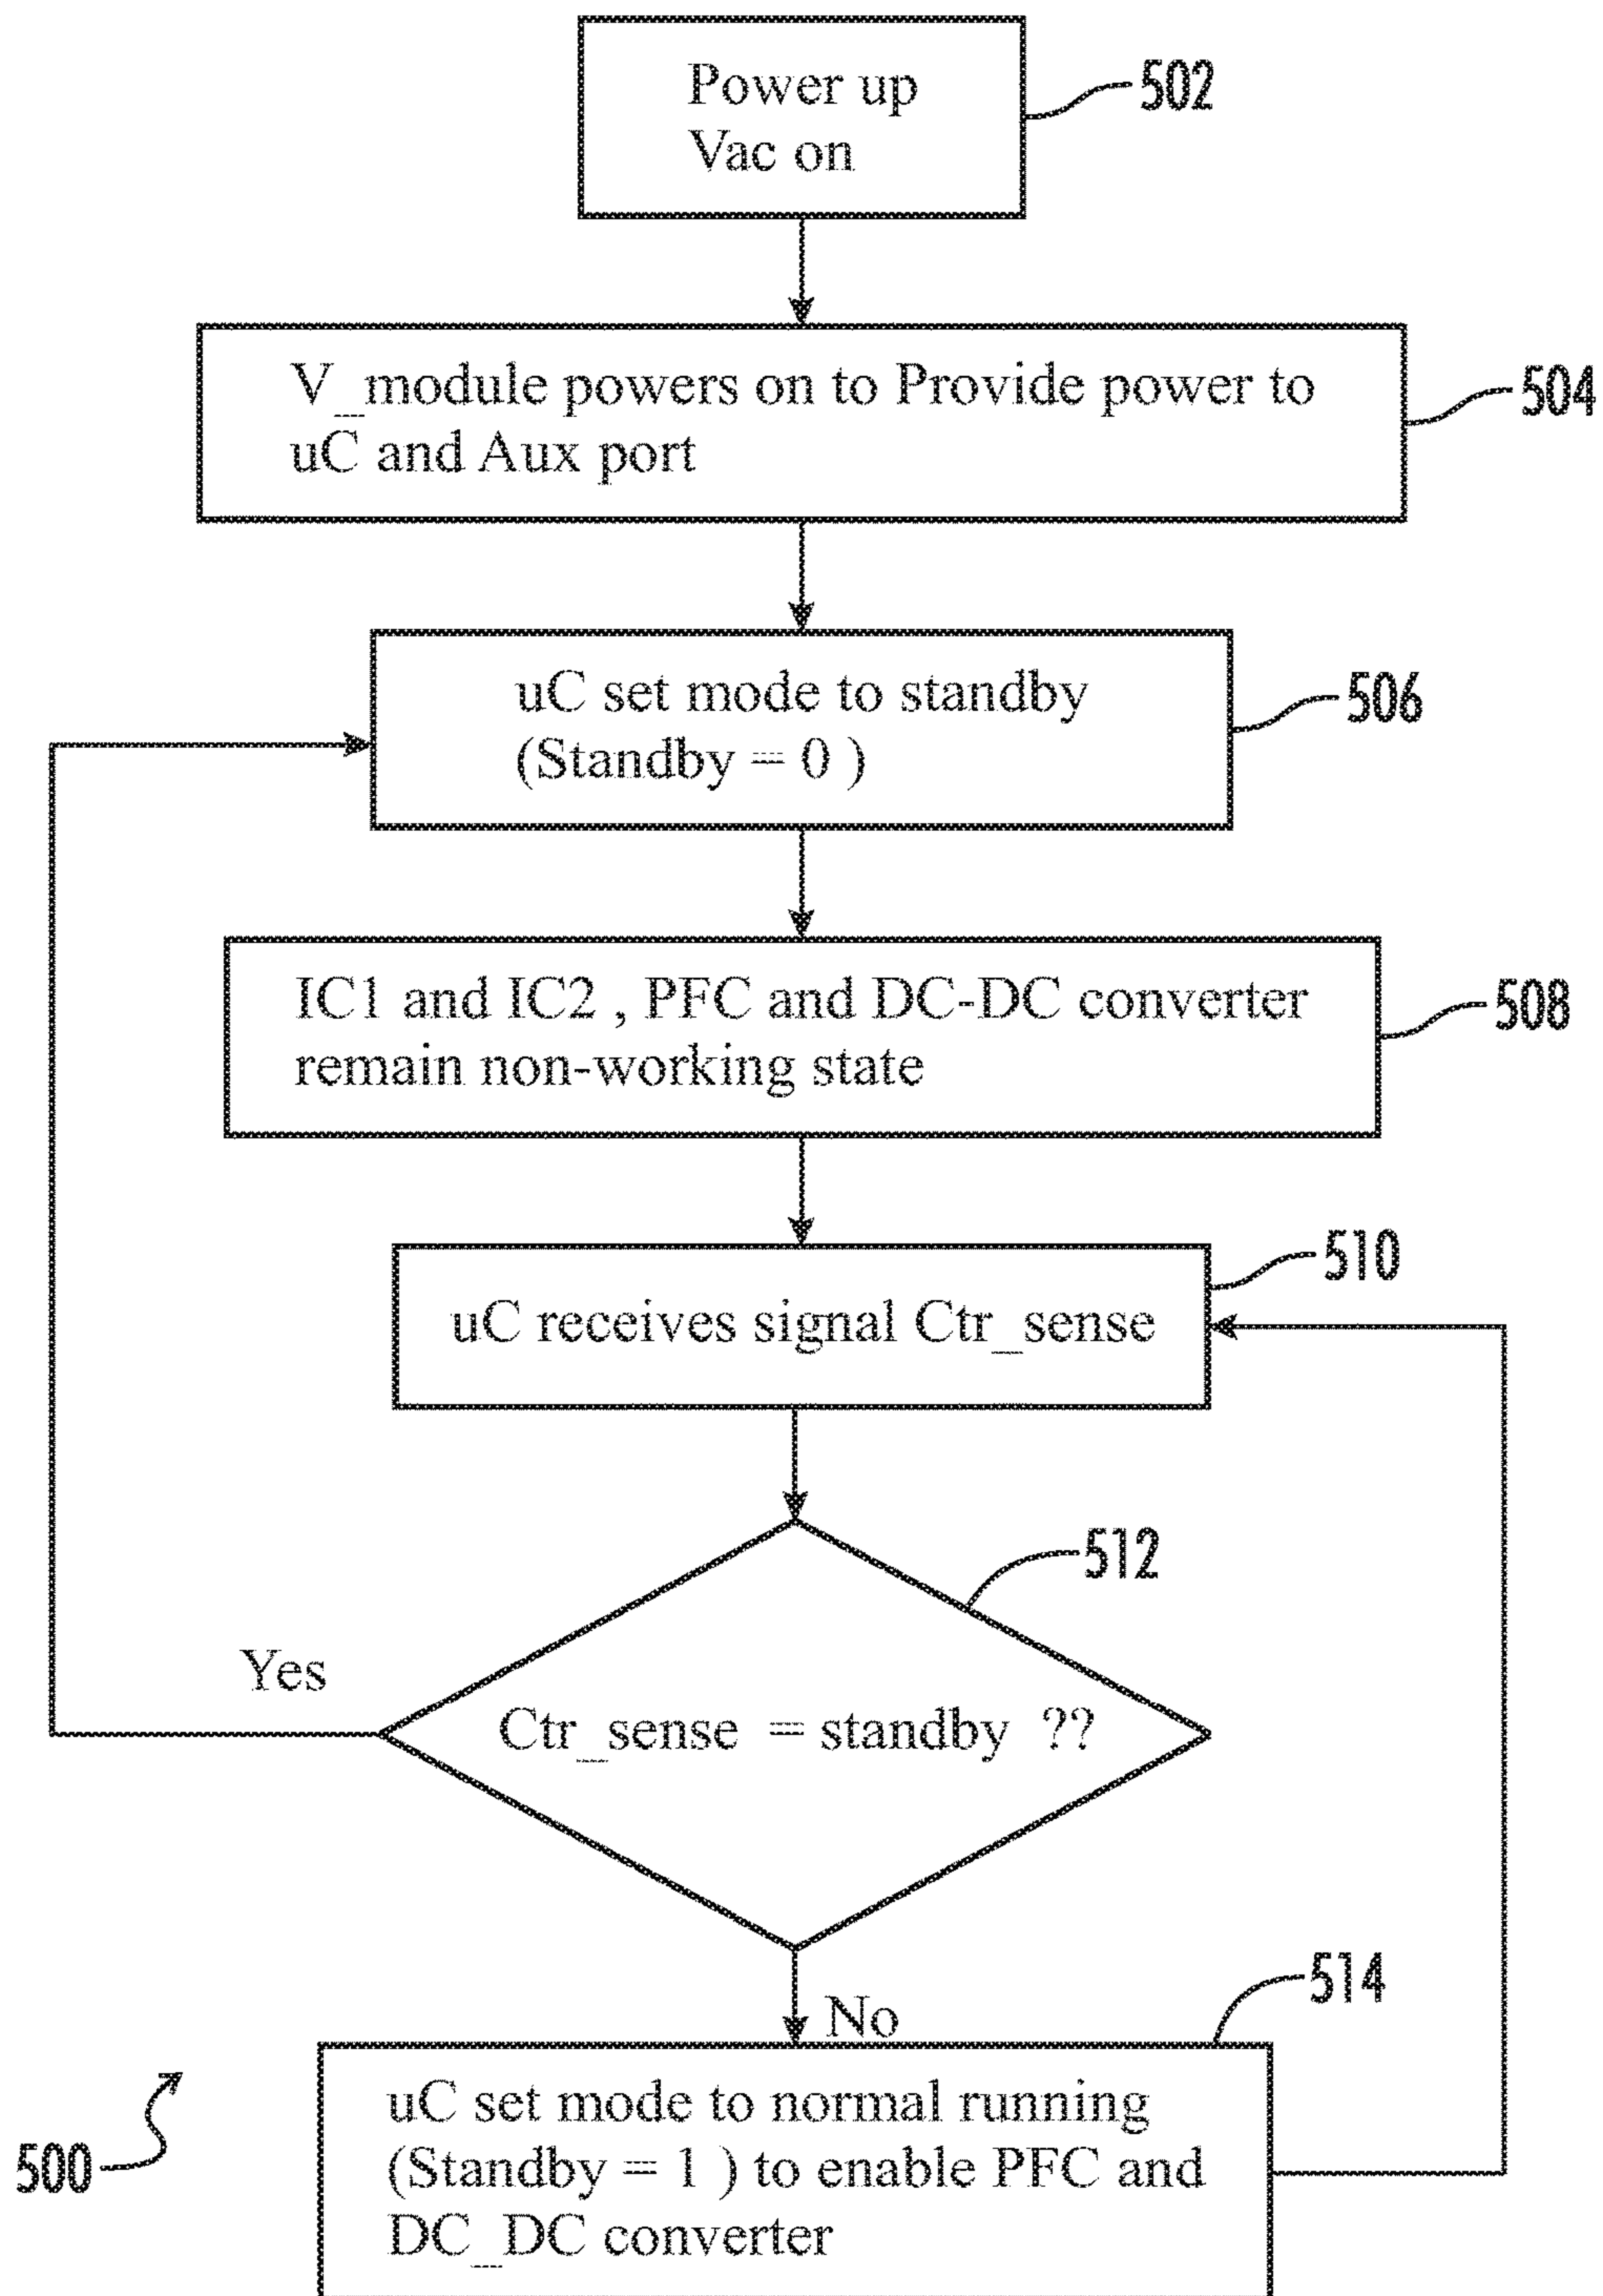 Power up
Vac on
502
V_module powers on to Provide power to
uC and Aux port
504
uC set mode to standby
(Standby = 0 )
506
IC1 and IC2 , PFC and DC-DC converter
remain non-working state
508
uC receives signal Ctr_sense
510
Ctr_sense = standby ??
512
Yes
No
uC set mode to normal running
(Standby = 1 ) to enable PFC and
DC_DC converter
514
500